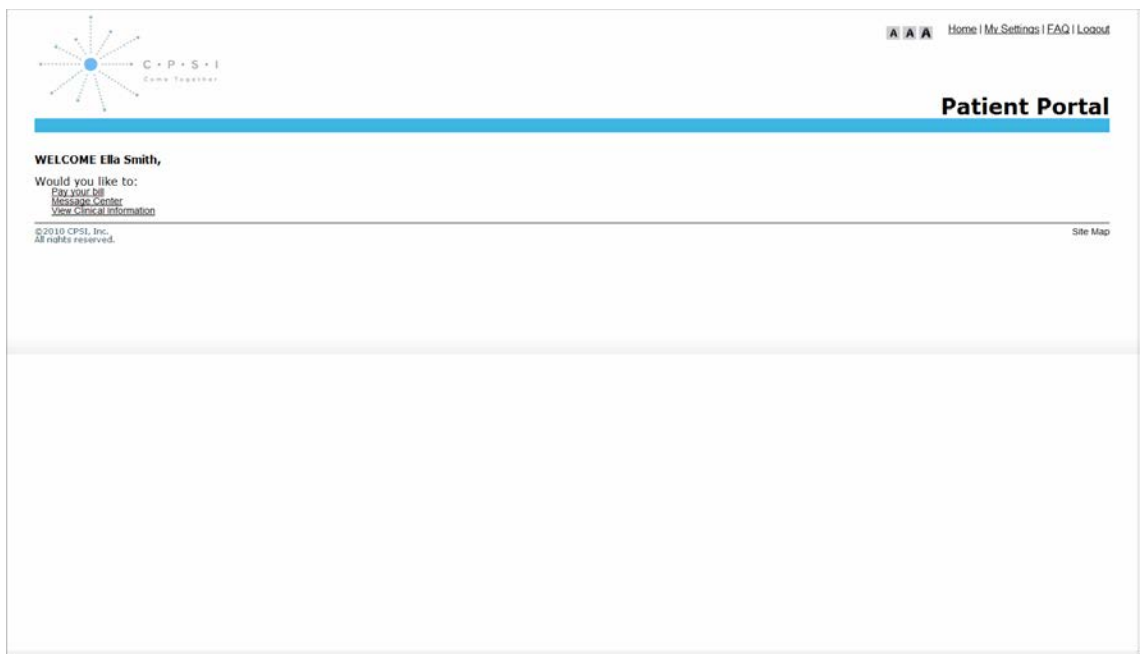 A A A Home | My Settings | FAQ | Logout
C • P • S • I
Come Together
Patient Portal
WELCOME Ella Smith,
Would you like to:
Pay your bill
Message Center
View Clinical Information
©2010 CPSI, Inc.
All rights reserved.
Site Map